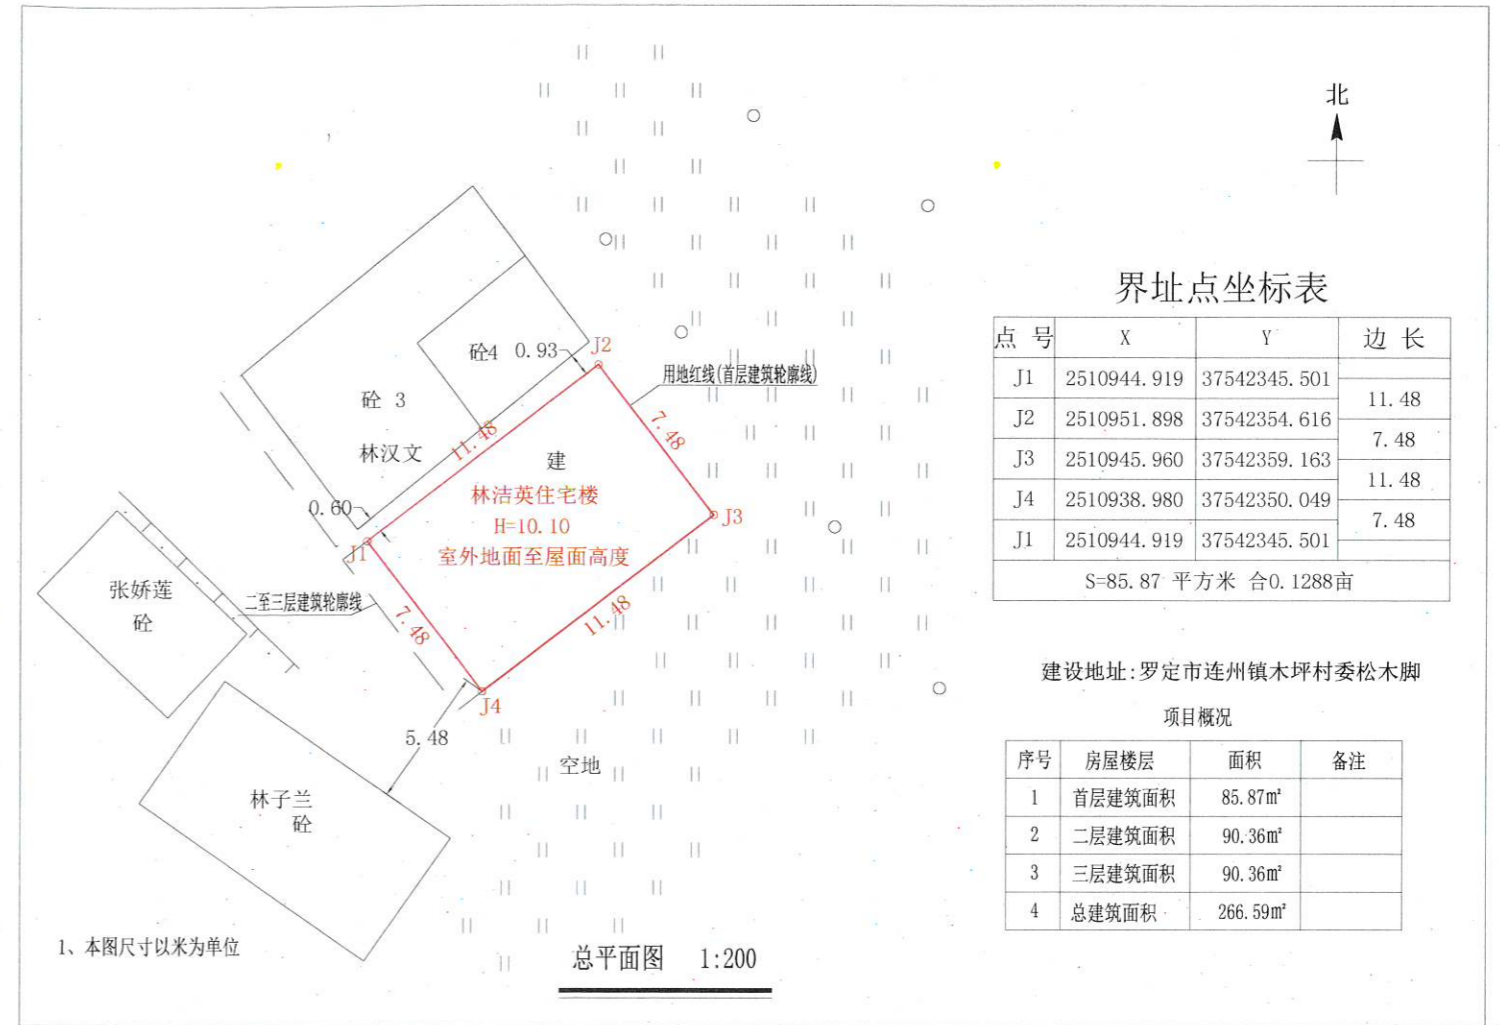 北
界址点坐标表
点 号 X Y 边 长
J1 2510944.919 37542345.501
11.48
J2 2510951.898 37542354.616
7.48
J3 2510945.960 37542359.163
11.48
J4 2510938.980 37542350.049
7.48
J1 2510944.919 37542345.501
S=85.87 平方米 合0.1288亩
砼4 0.93
J2
用地红线(首层建筑轮廓线)
砼 3
林汉文
11.48
7.48
建
林洁英住宅楼
H=10.10
室外地面至屋面高度
0.60
J1
J3
张娇莲
砼
二至三层建筑轮廓线
7.48
11.48
J4
5.48
空地
林子兰
砼
建设地址:罗定市连州镇木坪村委松木脚
项目概况
序号 房屋楼层 面积 备注
1 首层建筑面积 85.87㎡
2 二层建筑面积 90.36㎡
3 三层建筑面积 90.36㎡
4 总建筑面积 266.59㎡
1、本图尺寸以米为单位
总平面图 1:200